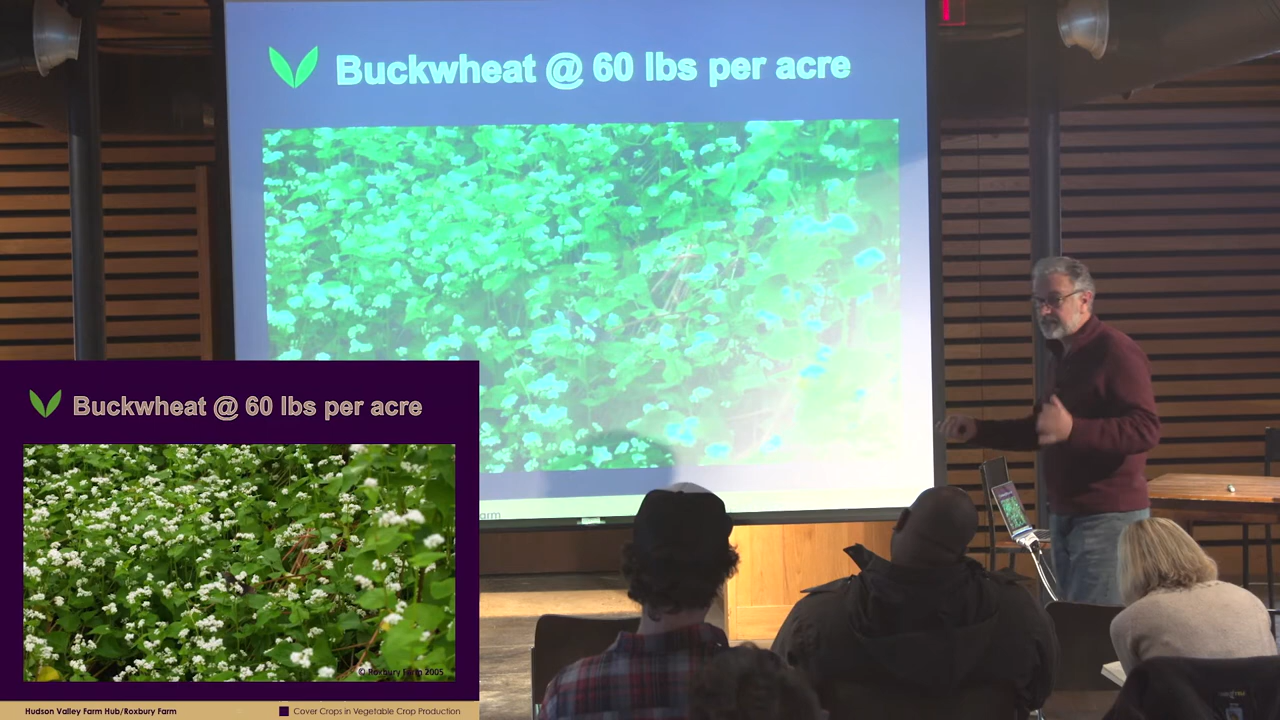 Buckwheat @ 60 lbs per acre
arm
Buckwheat @ 60 lbs per acre
© Roxbury Farm 2005
Hudson Valley Farm Hub/Roxbury Farm
Cover Crops in Vegetable Crop Production